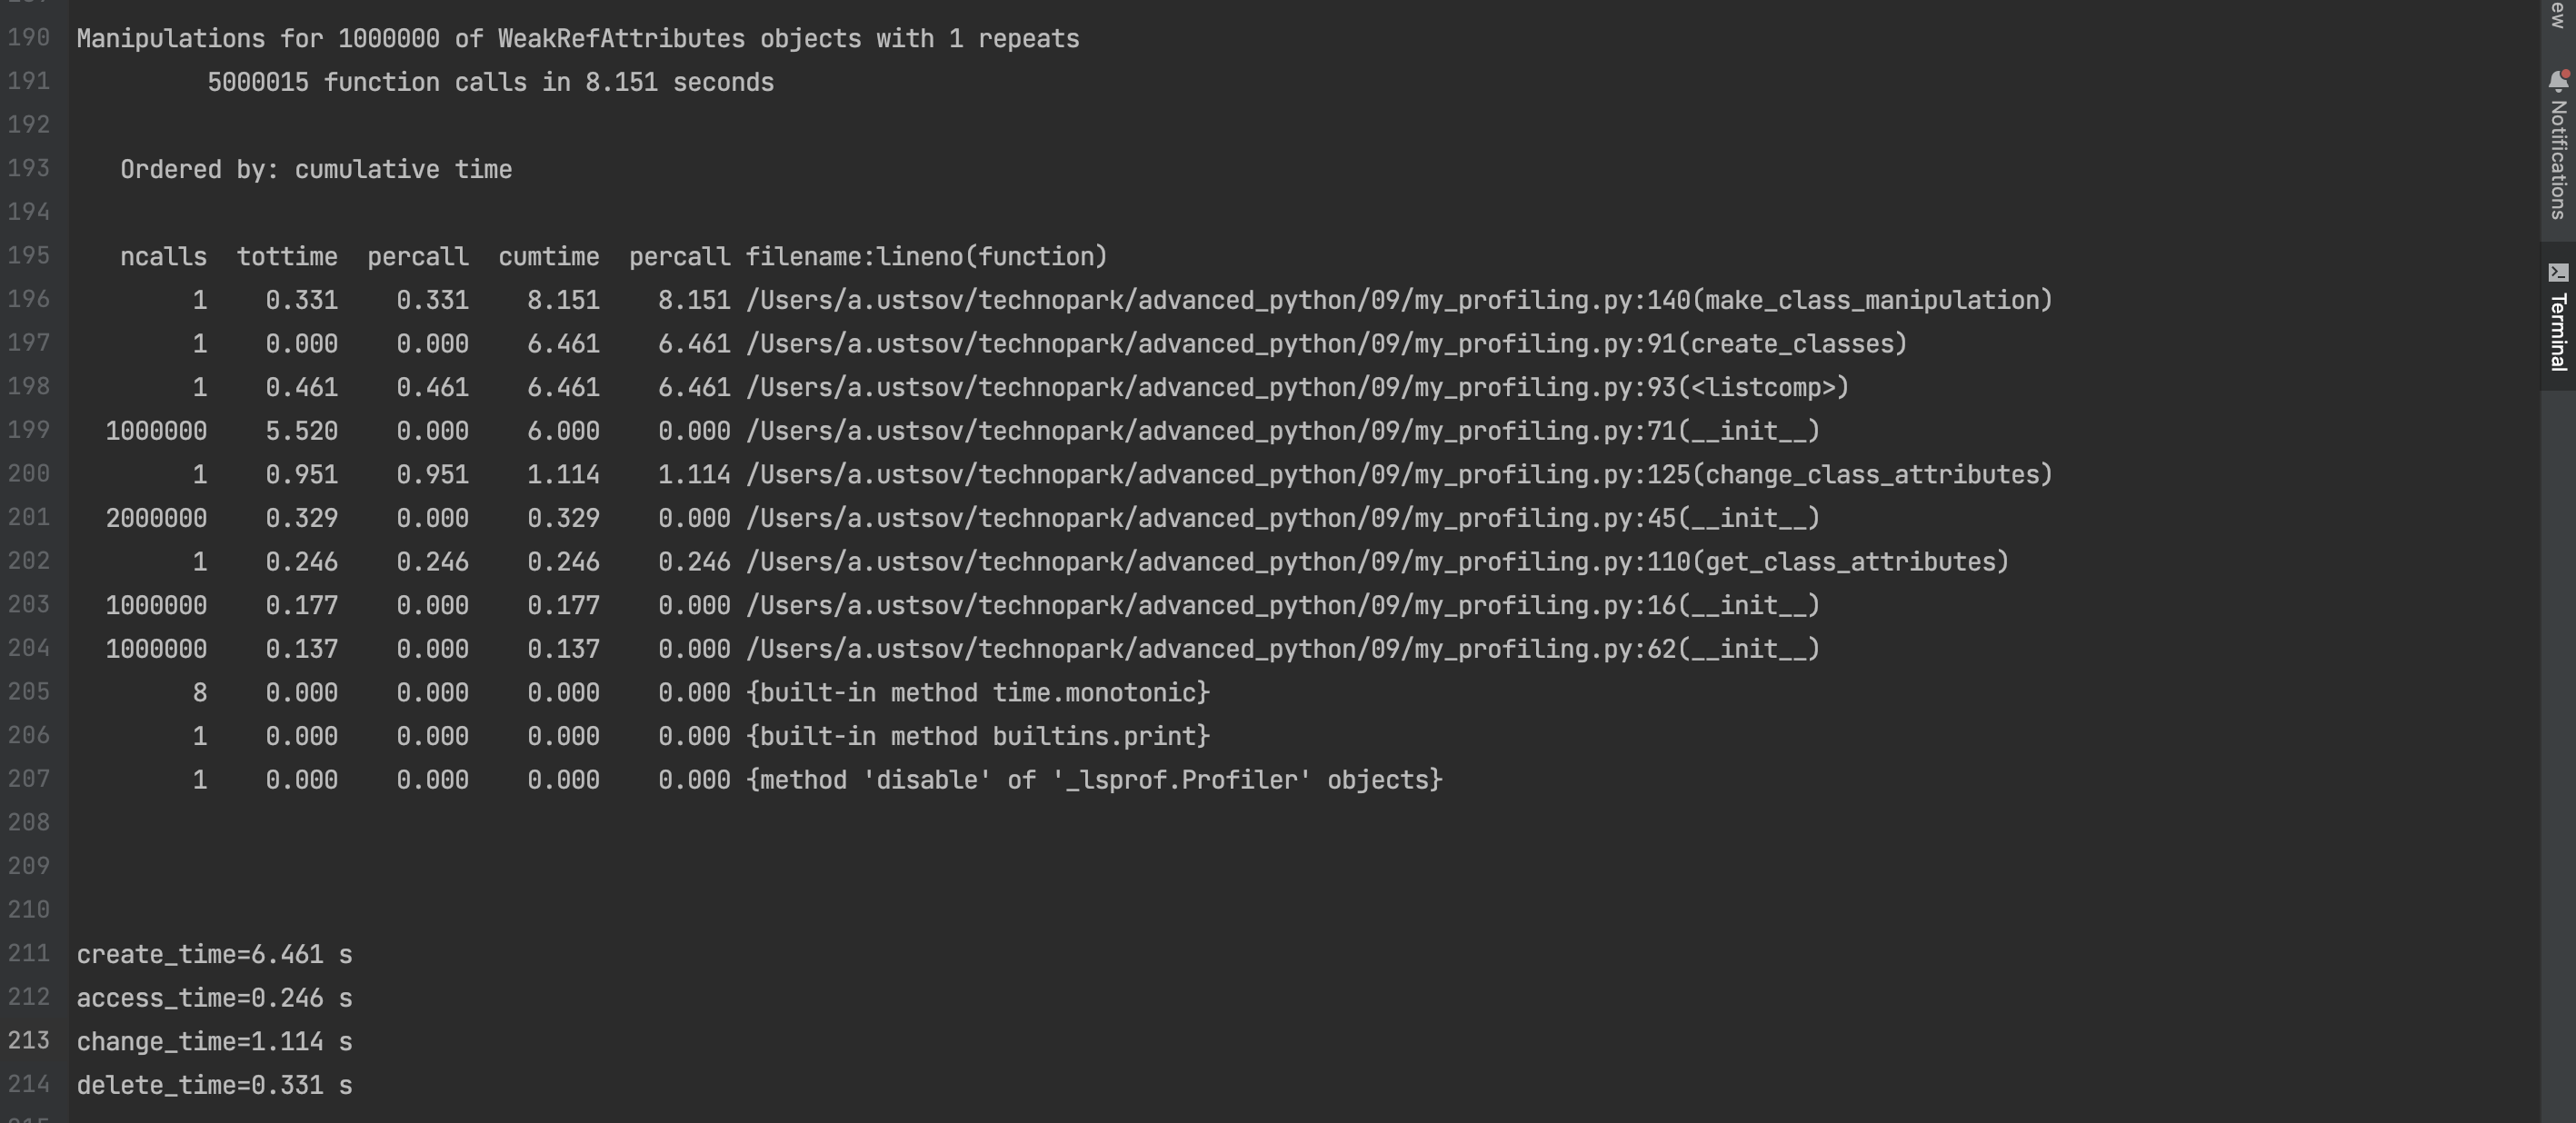 190 Manipulations for 1000000 of WeakRefAttributes objects with 1 repeats
191 5000015 function calls in 8.151 seconds
192
193 Ordered by: cumulative time
194
195 ncalls tottime percall cumtime percall filename:lineno(function)
196 1 0.331 0.331 8.151 8.151 /Users/a.ustsov/technopark/advanced_python/09/my_profiling.py:140(make_class_manipulation)
197 1 0.000 0.000 6.461 6.461 /Users/a.ustsov/technopark/advanced_python/09/my_profiling.py:91(create_classes)
198 1 0.461 0.461 6.461 6.461 /Users/a.ustsov/technopark/advanced_python/09/my_profiling.py:93(<listcomp>)
199 1000000 5.520 0.000 6.000 0.000 /Users/a.ustsov/technopark/advanced_python/09/my_profiling.py:71(__init__)
200 1 0.951 0.951 1.114 1.114 /Users/a.ustsov/technopark/advanced_python/09/my_profiling.py:125(change_class_attributes)
201 2000000 0.329 0.000 0.329 0.000 /Users/a.ustsov/technopark/advanced_python/09/my_profiling.py:45(__init__)
202 1 0.246 0.246 0.246 0.246 /Users/a.ustsov/technopark/advanced_python/09/my_profiling.py:110(get_class_attributes)
203 1000000 0.177 0.000 0.177 0.000 /Users/a.ustsov/technopark/advanced_python/09/my_profiling.py:16(__init__)
204 1000000 0.137 0.000 0.137 0.000 /Users/a.ustsov/technopark/advanced_python/09/my_profiling.py:62(__init__)
205 8 0.000 0.000 0.000 0.000 {built-in method time.monotonic}
206 1 0.000 0.000 0.000 0.000 {built-in method builtins.print}
207 1 0.000 0.000 0.000 0.000 {method 'disable' of '_lsprof.Profiler' objects}
208
209
210
211 create_time=6.461 s
212 access_time=0.246 s
213 change_time=1.114 s
214 delete_time=0.331 s
ew
Notifications
Terminal